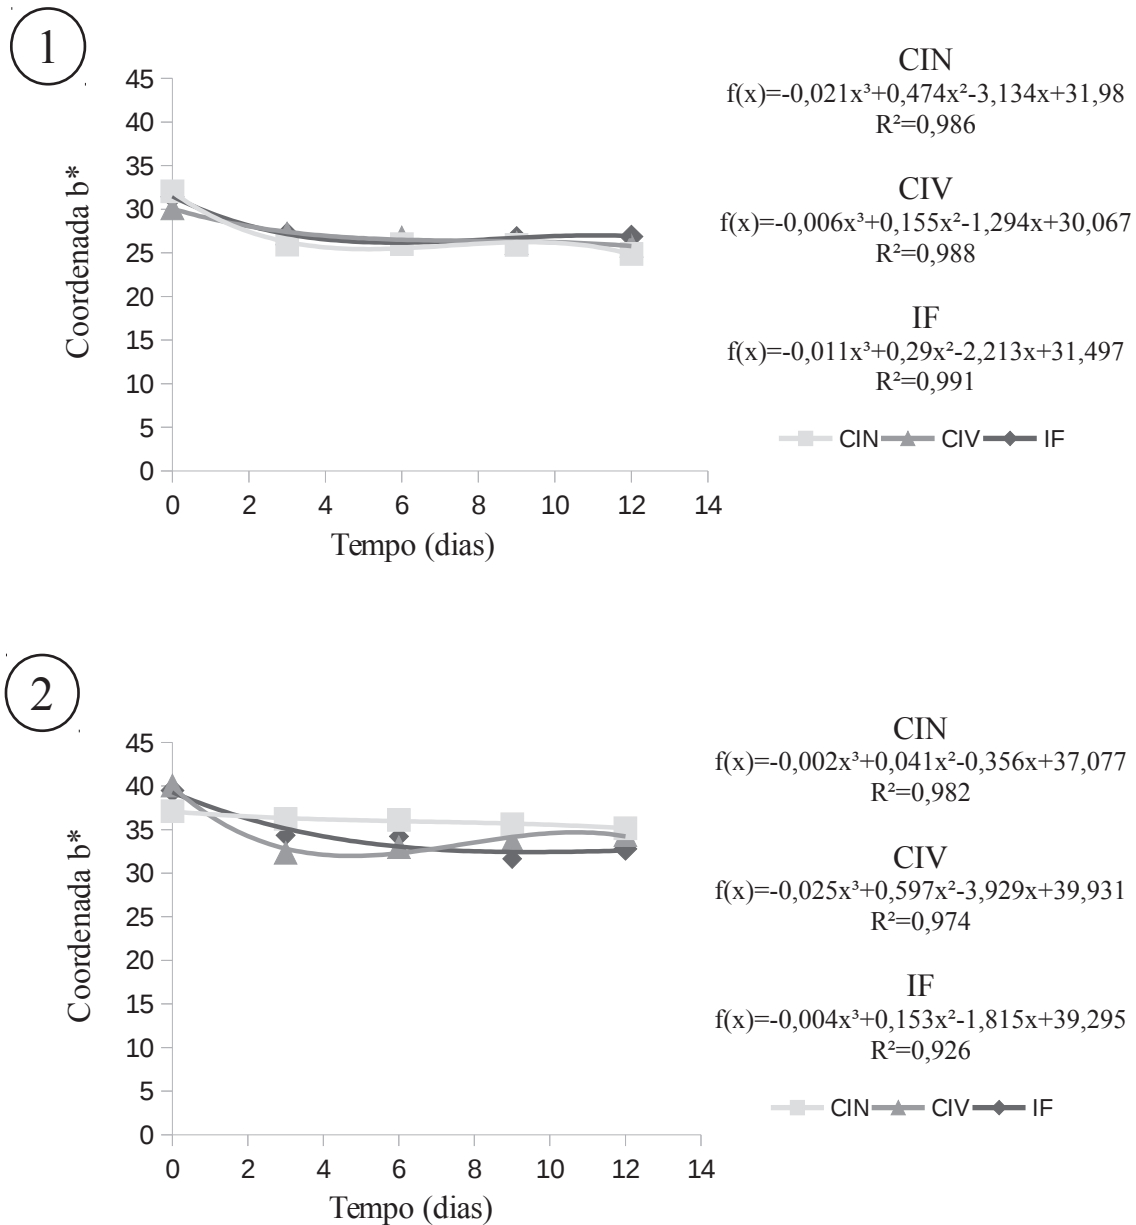 1
CIN
f(x)=-0,021x³+0,474x²-3,134x+31,98
R²=0,986
CIV
f(x)=-0,006x³+0,155x²-1,294x+30,067
R²=0,988
IF
f(x)=-0,011x³+0,29x²-2,213x+31,497
R²=0,991
CIN CIV IF
Coordenada b*
45
40
35
30
25
20
15
10
5
0
0 2 4 6 8 10 12 14
Tempo (dias)
2
CIN
f(x)=-0,002x³+0,041x²-0,356x+37,077
R²=0,982
CIV
f(x)=-0,025x³+0,597x²-3,929x+39,931
R²=0,974
IF
f(x)=-0,004x³+0,153x²-1,815x+39,295
R²=0,926
CIN CIV IF
Coordenada b*
45
40
35
30
25
20
15
10
5
0
0 2 4 6 8 10 12 14
Tempo (dias)